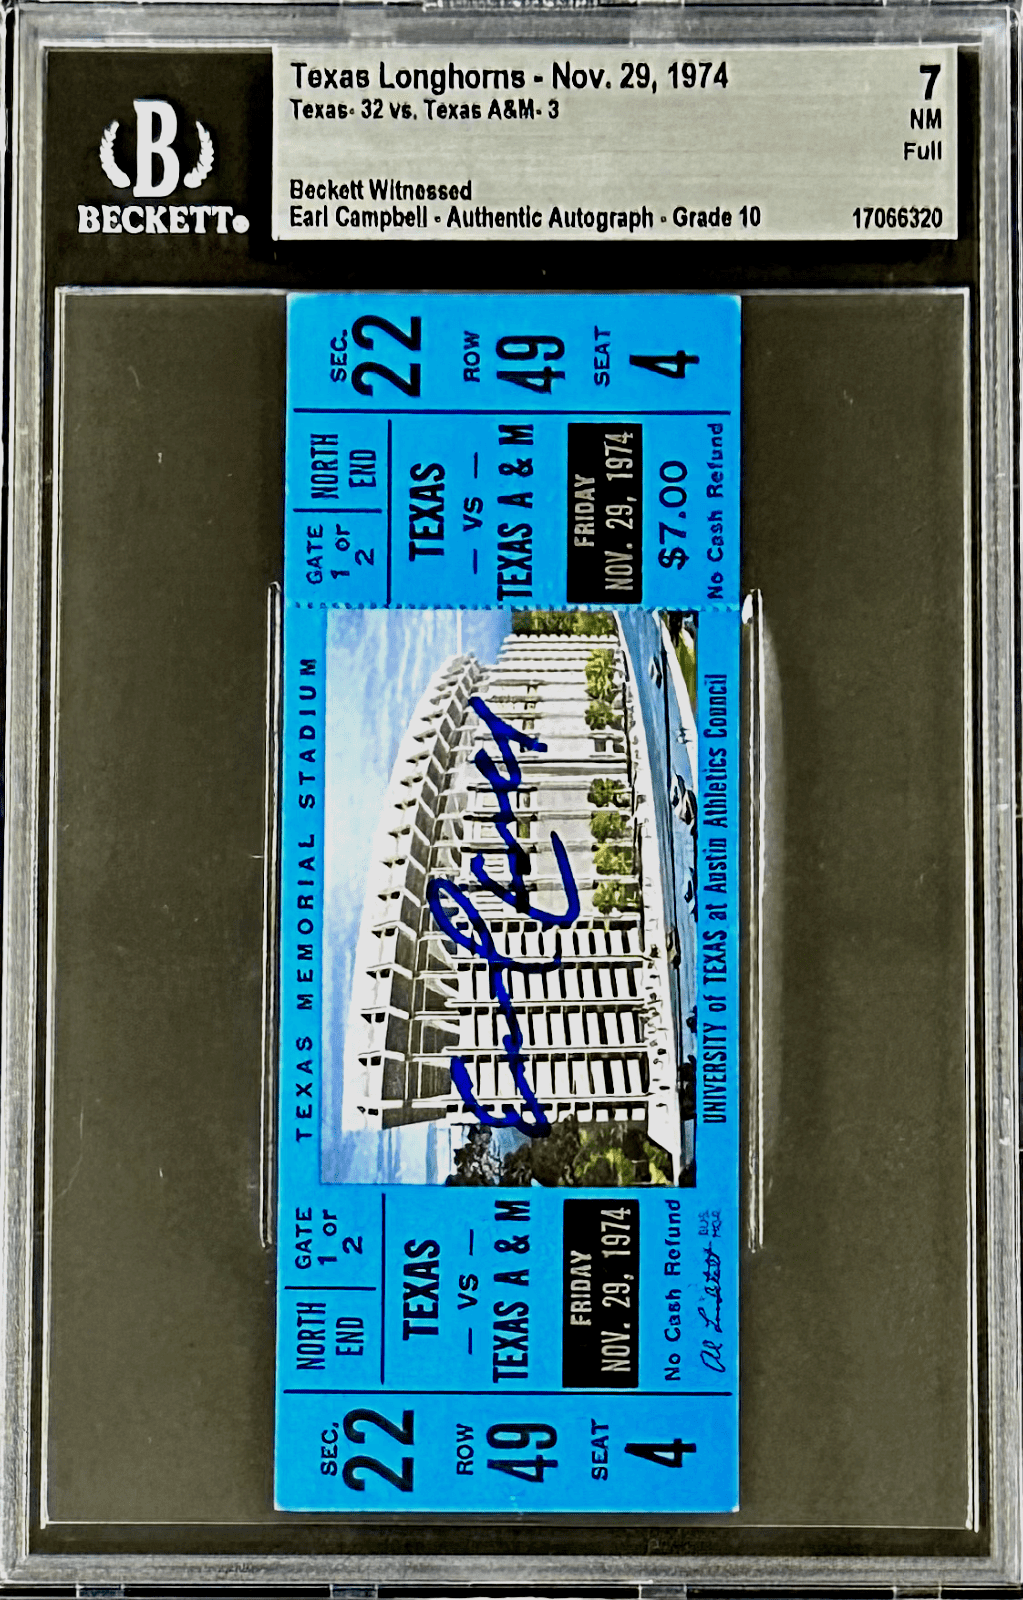 Texas Longhorns - Nov. 29, 1974
Texas- 32 vs. Texas A&M- 3
Beckett Witnessed
Earl Campbell - Authentic Autograph - Grade 10
7
NM
Full
17066320
B
BECKETT
SEC.
22
ROW
49
SEAT
4
GATE
1 or
2
NORTH
END
TEXAS
- VS -
TEXAS A & M
FRIDAY
NOV. 29, 1974
$7.00
No Cash Refund
TEXAS MEMORIAL STADIUM
UNIVERSITY of TEXAS at Austin Athletics Council
NORTH
END
GATE
1 or
2
TEXAS
- VS -
TEXAS A & M
FRIDAY
NOV. 29, 1974
No Cash Refund
SEC.
22
ROW
49
SEAT
4